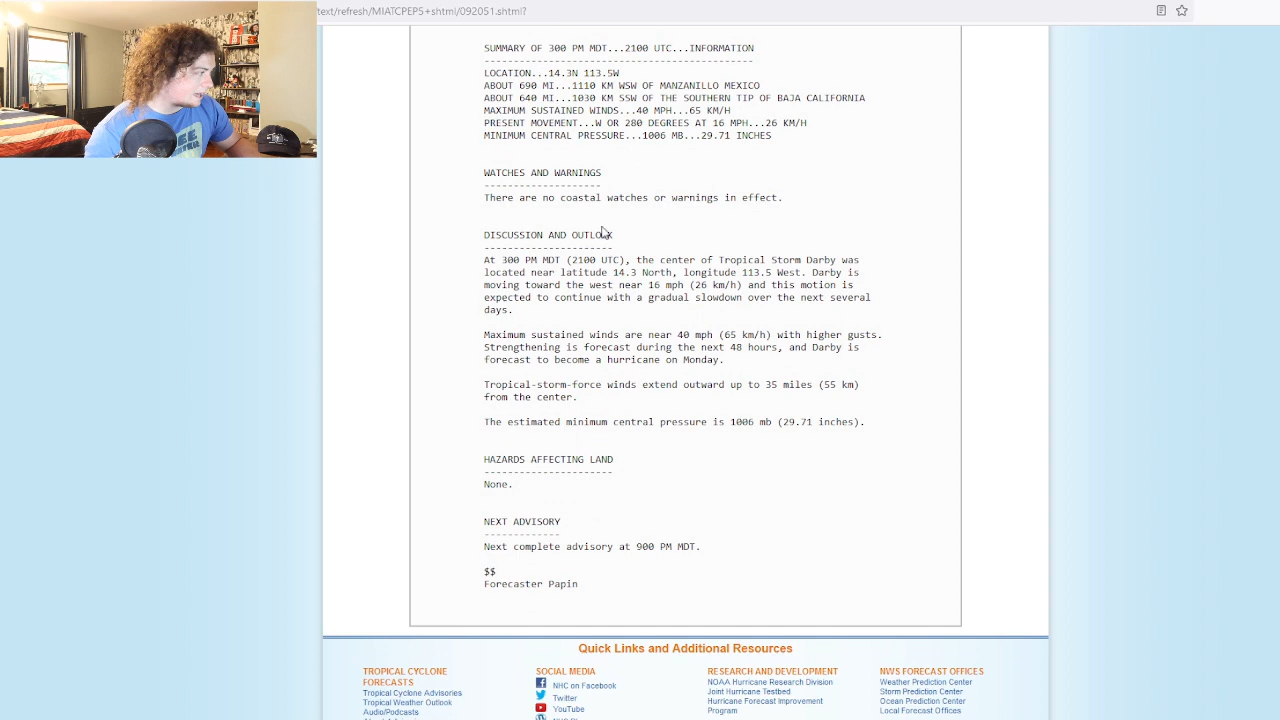 text/refresh/MIATCPEP5+shtml/092051.shtml?
SUMMARY OF 300 PM MDT...2100 UTC...INFORMATION
----------------------------------------------
LOCATION...14.3N 113.5W
ABOUT 690 MI...1110 KM WSW OF MANZANILLO MEXICO
ABOUT 640 MI...1030 KM SSW OF THE SOUTHERN TIP OF BAJA CALIFORNIA
MAXIMUM SUSTAINED WINDS...40 MPH...65 KM/H
PRESENT MOVEMENT...W OR 280 DEGREES AT 16 MPH...26 KM/H
MINIMUM CENTRAL PRESSURE...1006 MB...29.71 INCHES
WATCHES AND WARNINGS
--------------------
There are no coastal watches or warnings in effect.
DISCUSSION AND OUTLOOK
----------------------
At 300 PM MDT (2100 UTC), the center of Tropical Storm Darby was
located near latitude 14.3 North, longitude 113.5 West. Darby is
moving toward the west near 16 mph (26 km/h) and this motion is
expected to continue with a gradual slowdown over the next several
days.
Maximum sustained winds are near 40 mph (65 km/h) with higher gusts.
Strengthening is forecast during the next 48 hours, and Darby is
forecast to become a hurricane on Monday.
Tropical-storm-force winds extend outward up to 35 miles (55 km)
from the center.
The estimated minimum central pressure is 1006 mb (29.71 inches).
HAZARDS AFFECTING LAND
----------------------
None.
NEXT ADVISORY
-------------
Next complete advisory at 900 PM MDT.
$$
Forecaster Papin
Quick Links and Additional Resources
TROPICAL CYCLONE
FORECASTS
Tropical Cyclone Advisories
Tropical Weather Outlook
Audio/Podcasts
SOCIAL MEDIA
NHC on Facebook
Twitter
YouTube
RESEARCH AND DEVELOPMENT
NOAA Hurricane Research Division
Joint Hurricane Testbed
Hurricane Forecast Improvement
Program
NWS FORECAST OFFICES
Weather Prediction Center
Storm Prediction Center
Ocean Prediction Center
Local Forecast Offices